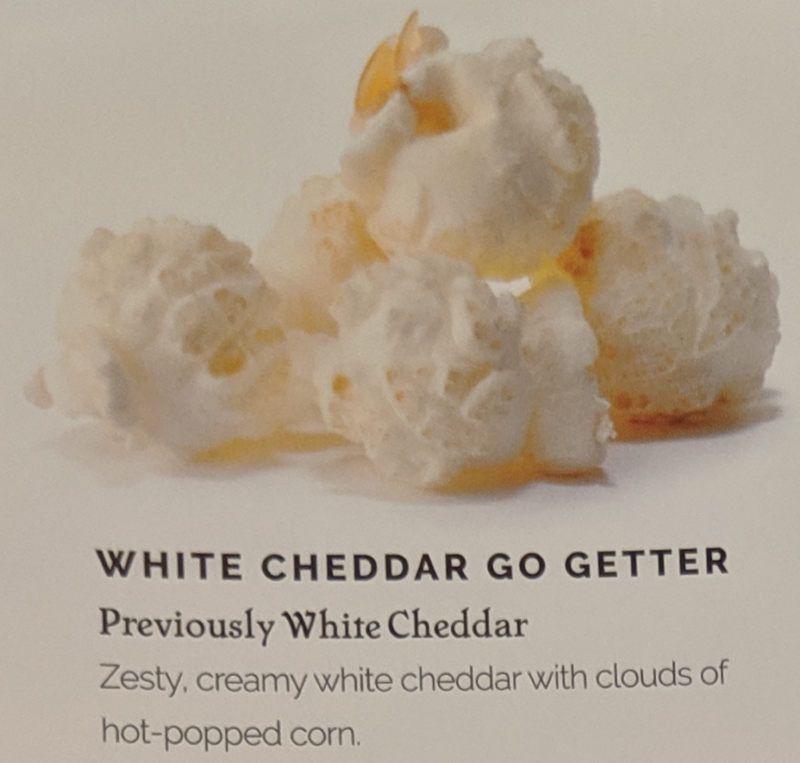 WHITE CHEDDAR GO GETTER
Previously White Cheddar
Zesty, creamy white cheddar with clouds of
hot-popped corn.